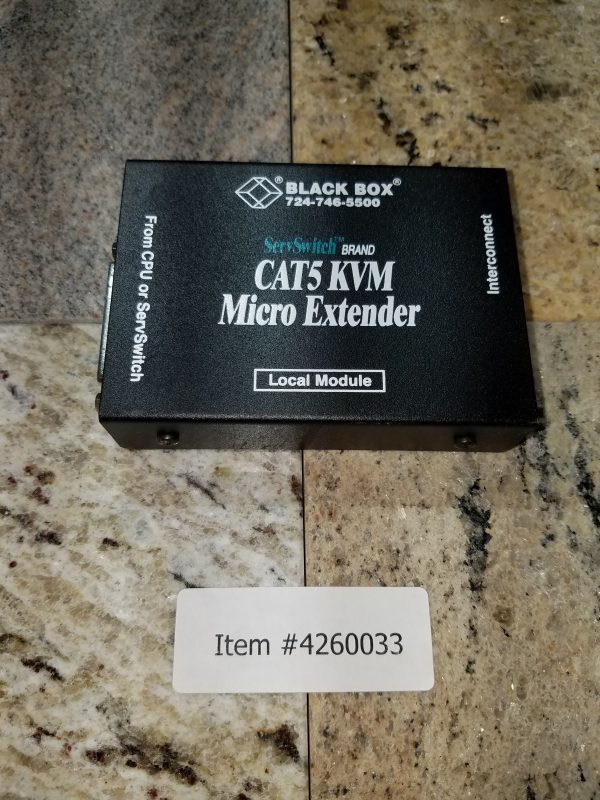 ® BLACK BOX®
724-746-5500
ServSwitch™ BRAND
CAT5 KVM
Micro Extender
Local Module
From CPU or ServSwitch
Interconnect
Item #4260033